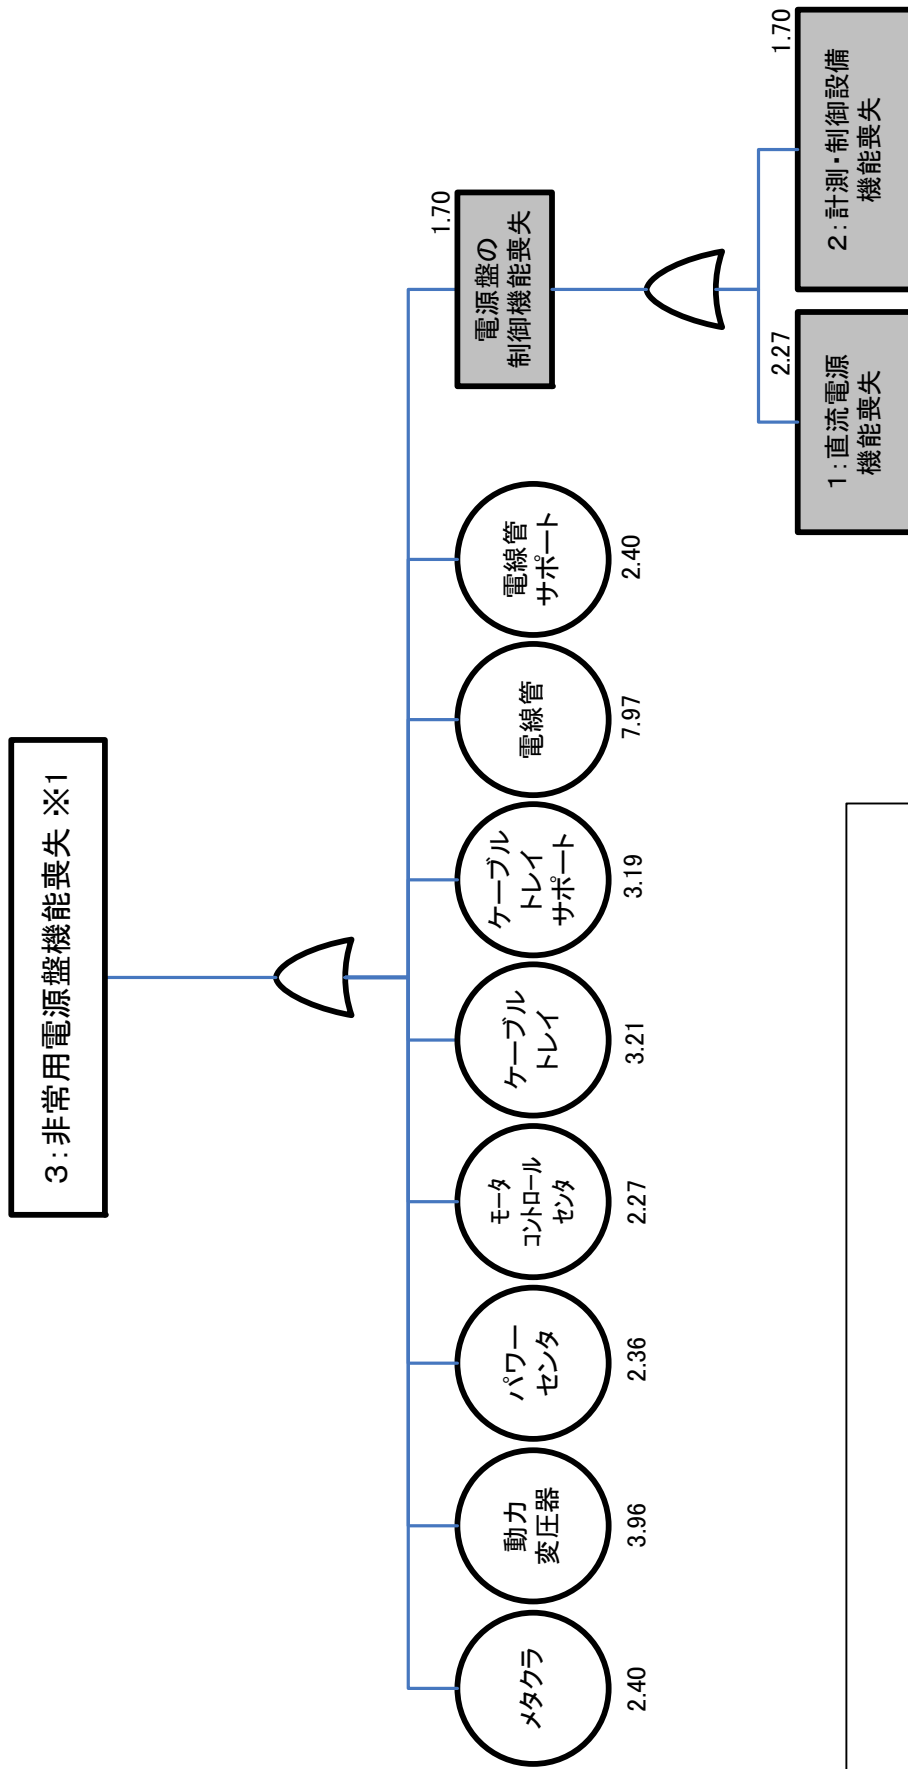 3：非常用電源盤機能喪失 ※1
メタクラ
2.40
動力
変圧器
3.96
パワー
センタ
2.36
モータ
コントロール
センタ
2.27
ケーブル
トレイ
3.21
ケーブル
トレイ
サポート
3.19
電線管
7.97
電線管
サポート
2.40
電源盤の
制御機能喪失
1.70
1：直流電源
機能喪失
2.27
2：計測・制御設備
機能喪失
1.70